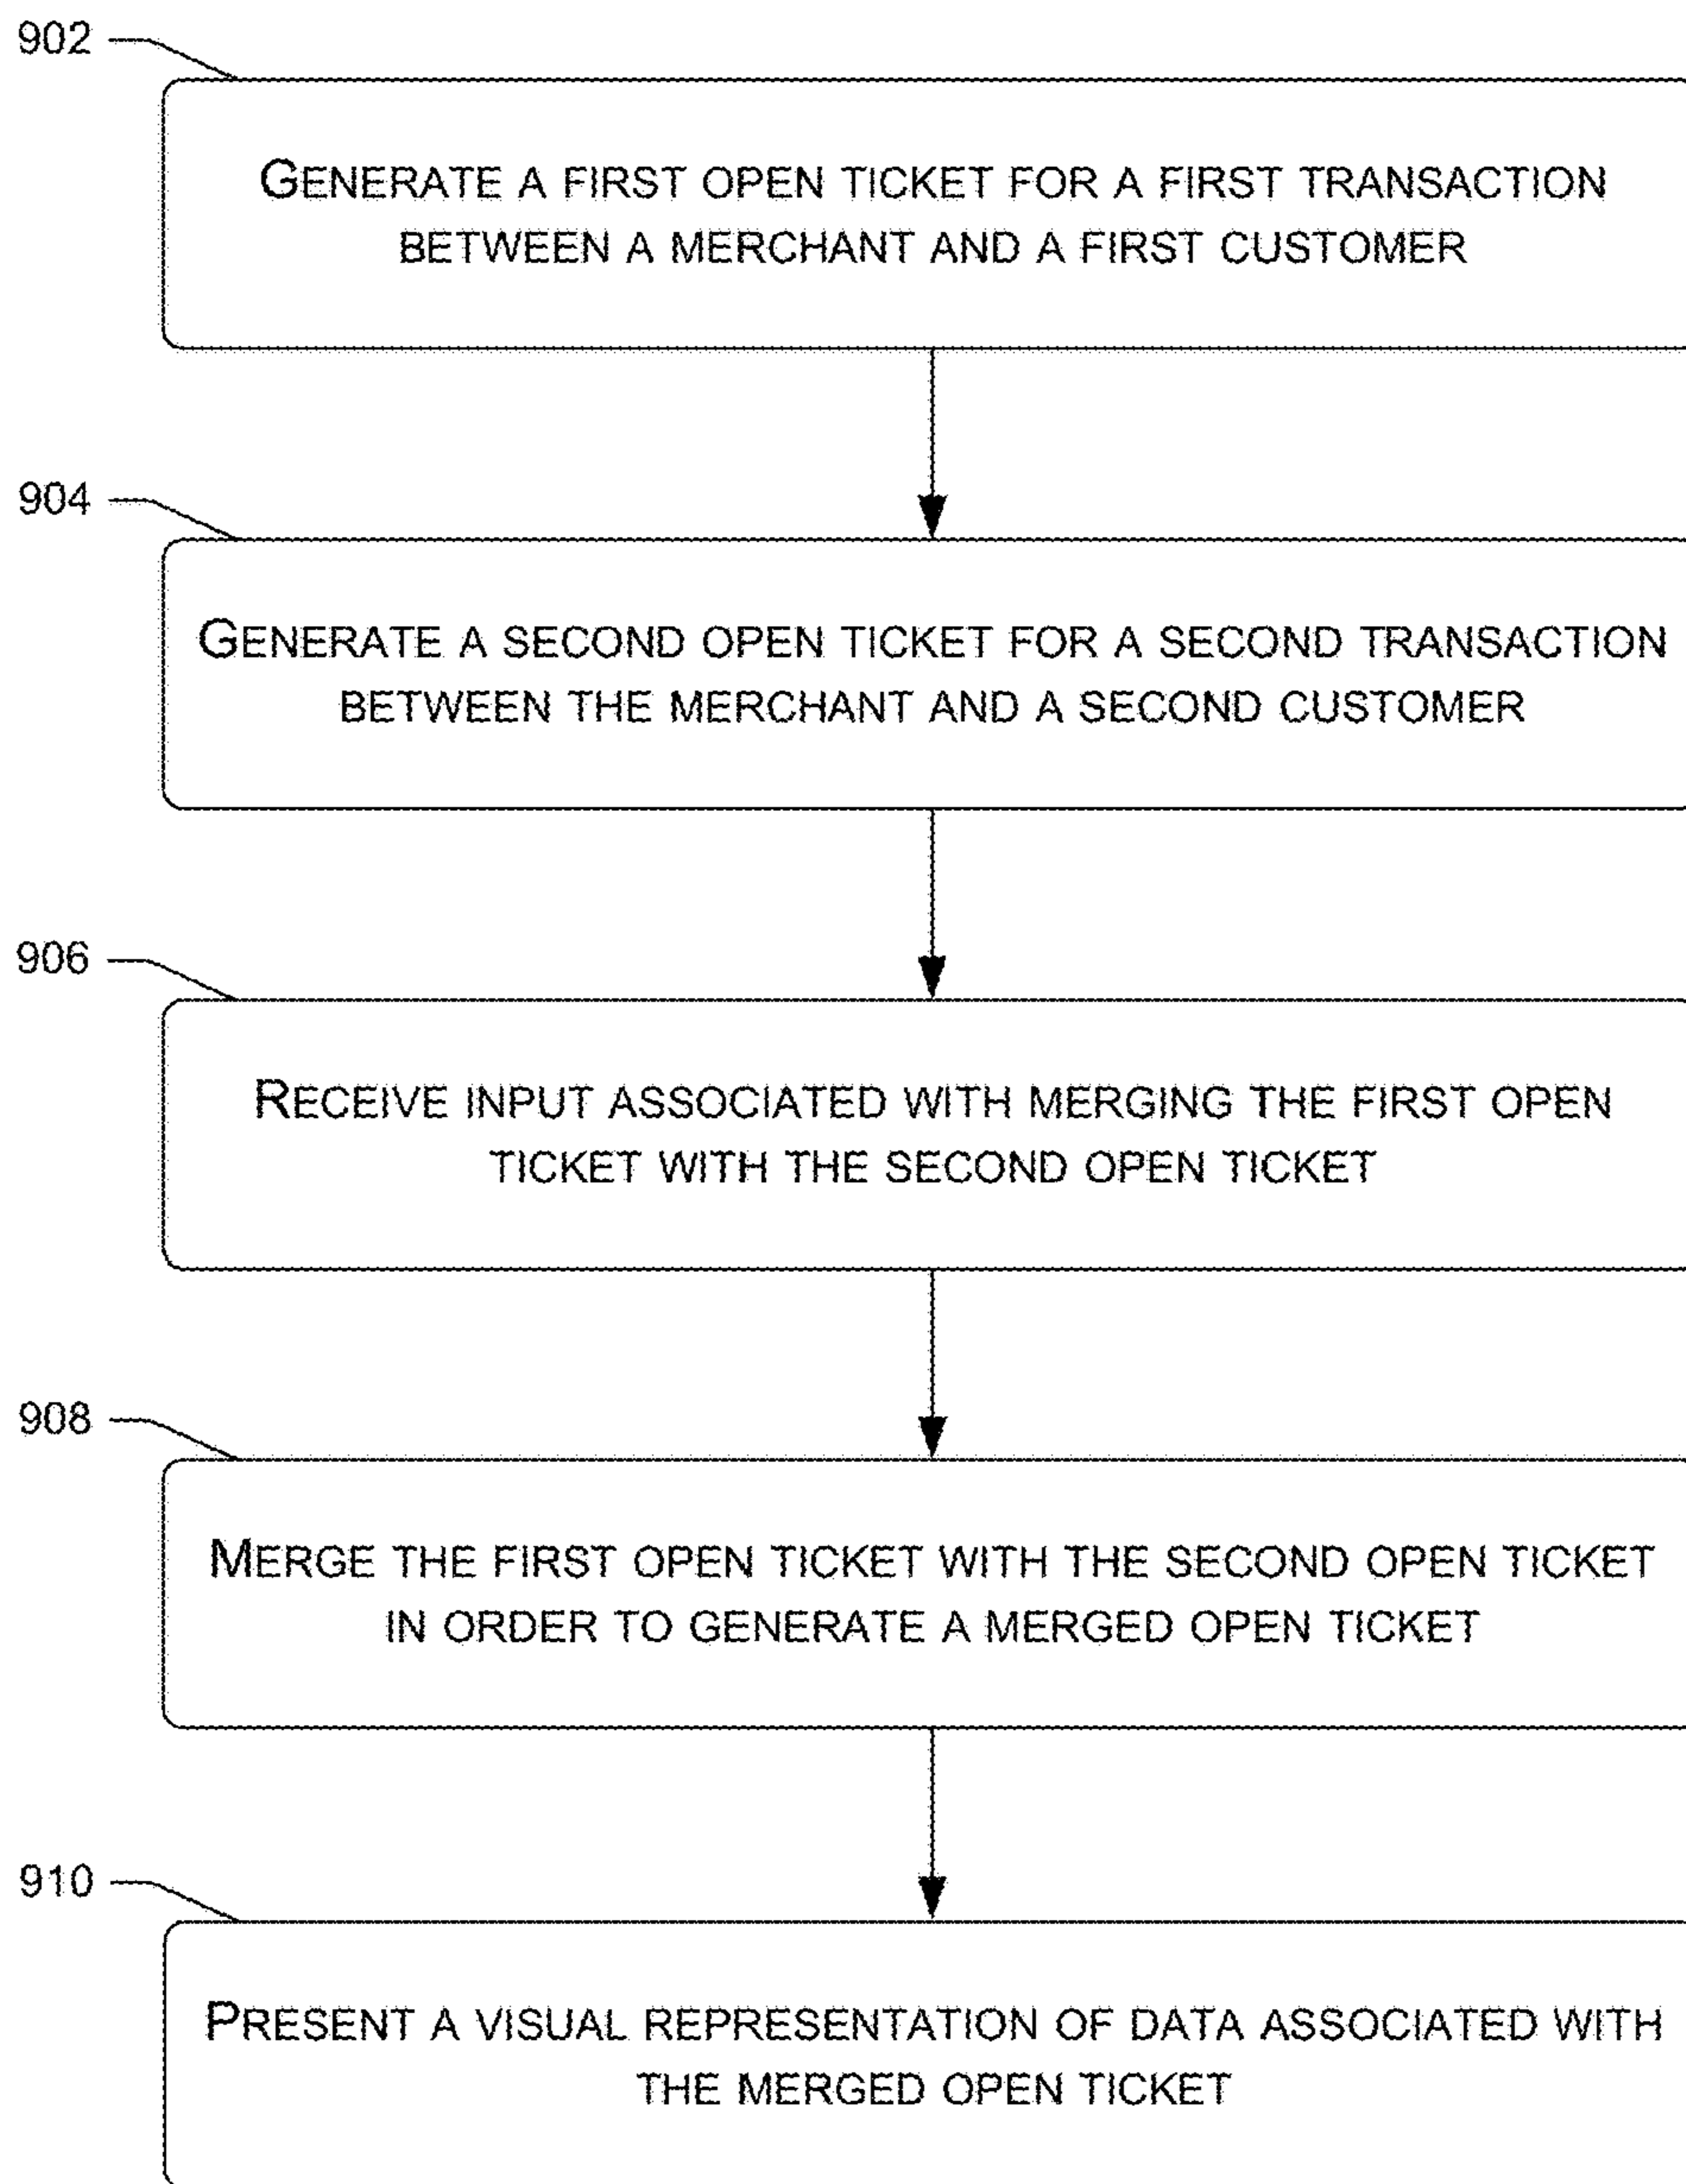 902
GENERATE A FIRST OPEN TICKET FOR A FIRST TRANSACTION
BETWEEN A MERCHANT AND A FIRST CUSTOMER
904
GENERATE A SECOND OPEN TICKET FOR A SECOND TRANSACTION
BETWEEN THE MERCHANT AND A SECOND CUSTOMER
906
RECEIVE INPUT ASSOCIATED WITH MERGING THE FIRST OPEN
TICKET WITH THE SECOND OPEN TICKET
908
MERGE THE FIRST OPEN TICKET WITH THE SECOND OPEN TICKET
IN ORDER TO GENERATE A MERGED OPEN TICKET
910
PRESENT A VISUAL REPRESENTATION OF DATA ASSOCIATED WITH
THE MERGED OPEN TICKET